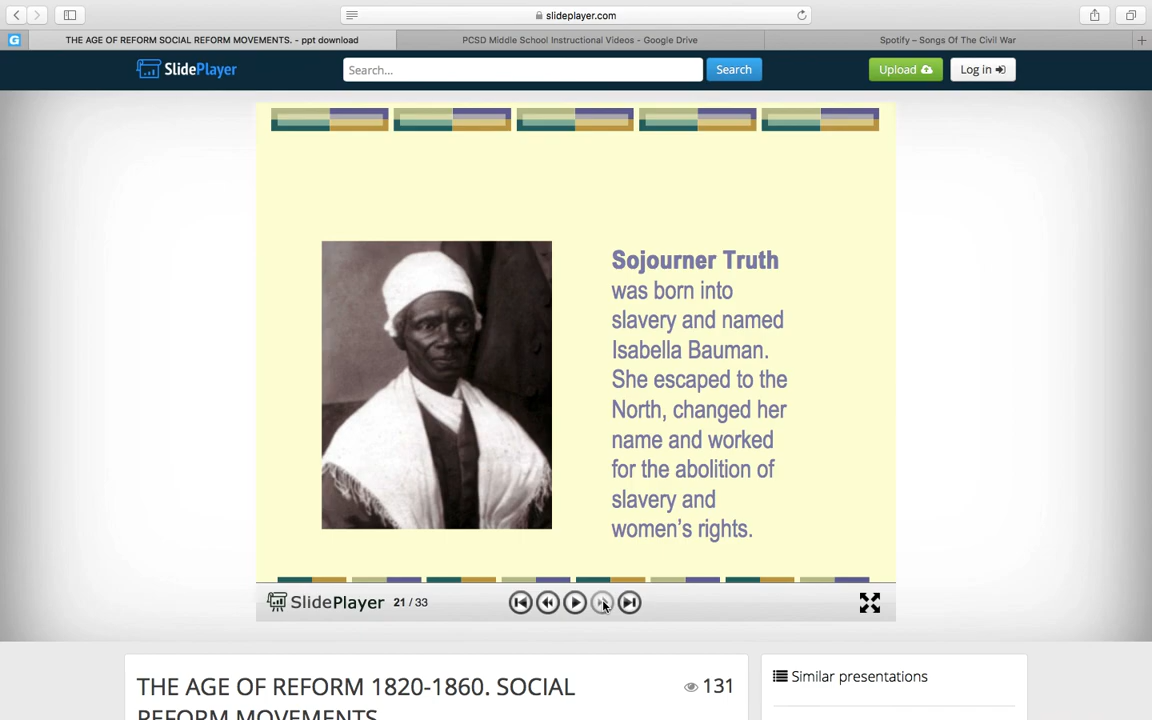 slideplayer.com
THE AGE OF REFORM SOCIAL REFORM MOVEMENTS. - ppt download
PCSD Middle School Instructional Videos - Google Drive
Spotify – Songs Of The Civil War
SlidePlayer
Search...
Search
Upload
Log in
Sojourner Truth
was born into
slavery and named
Isabella Bauman.
She escaped to the
North, changed her
name and worked
for the abolition of
slavery and
women's rights.
SlidePlayer
21 / 33
THE AGE OF REFORM 1820-1860. SOCIAL
REFORM MOVEMENTS.
131
Similar presentations